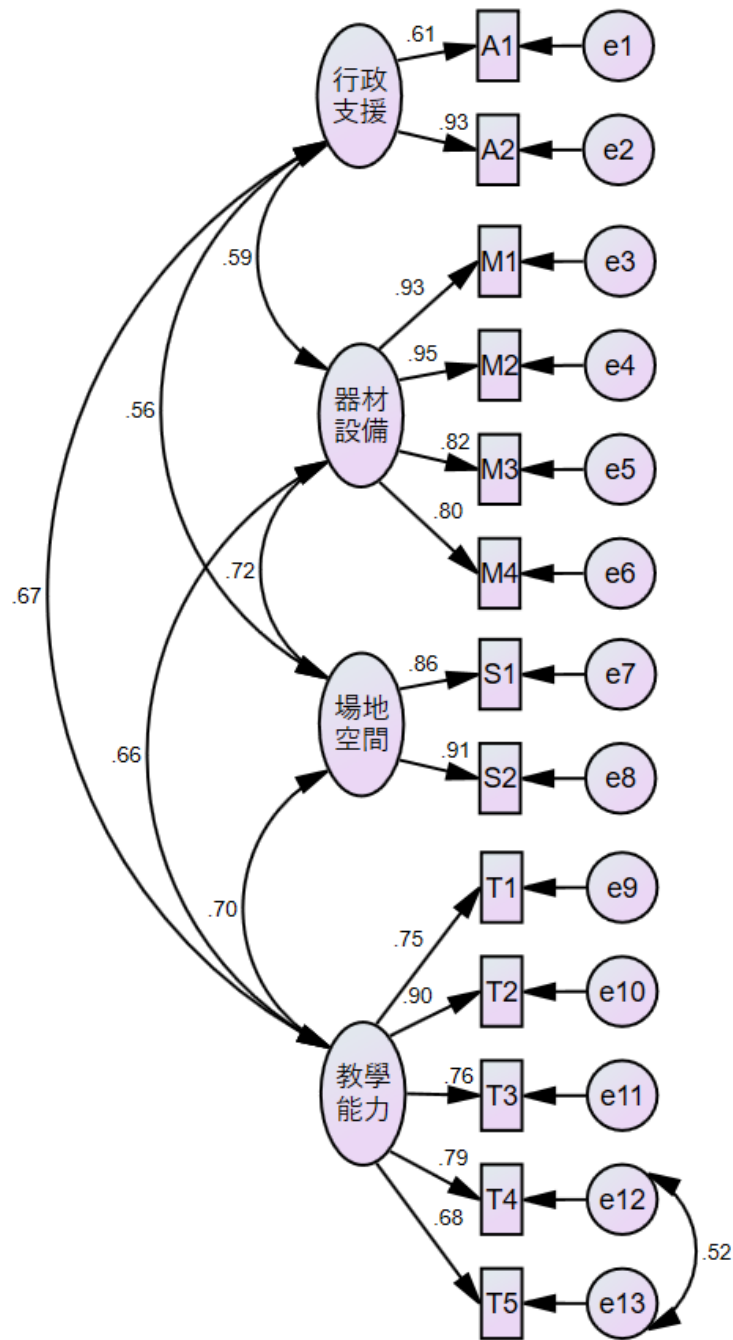 .61
A1
e1
行政
支援
.93
A2
e2
.59
.93
M1
e3
.95
M2
e4
器材
設備
.56
.82
M3
e5
.80
M4
e6
.72
.67
.86
S1
e7
場地
空間
.66
.91
S2
e8
.70
T1
e9
.75
.90
T2
e10
教學
能力
.76
T3
e11
.79
T4
e12
.68
.52
T5
e13